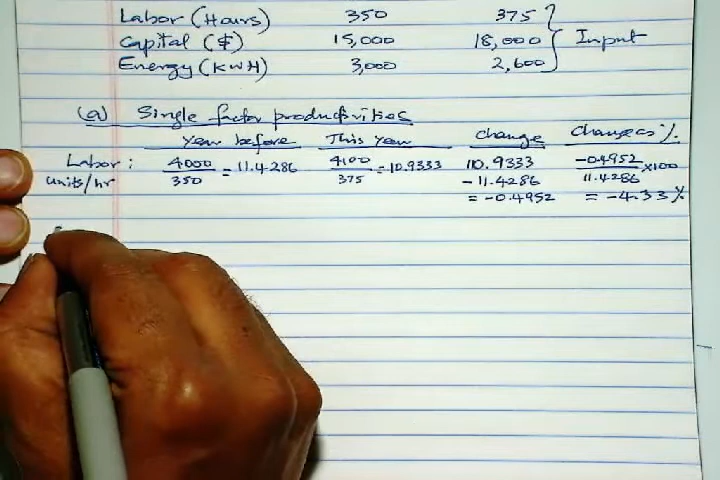 Labor (Hours) 350 375
Capital ($) 15,000 18,000 Input
Energy (KWH) 3,000 2,600
(a) Single factor productivities
Year before This year Change Change as %
Labor : 4000/350 = 11.4286 4100/375 = 10.9333 10.9333 -0.4952/11.4286 x100
units/hr - 11.4286
= -0.4952 = -4.33%